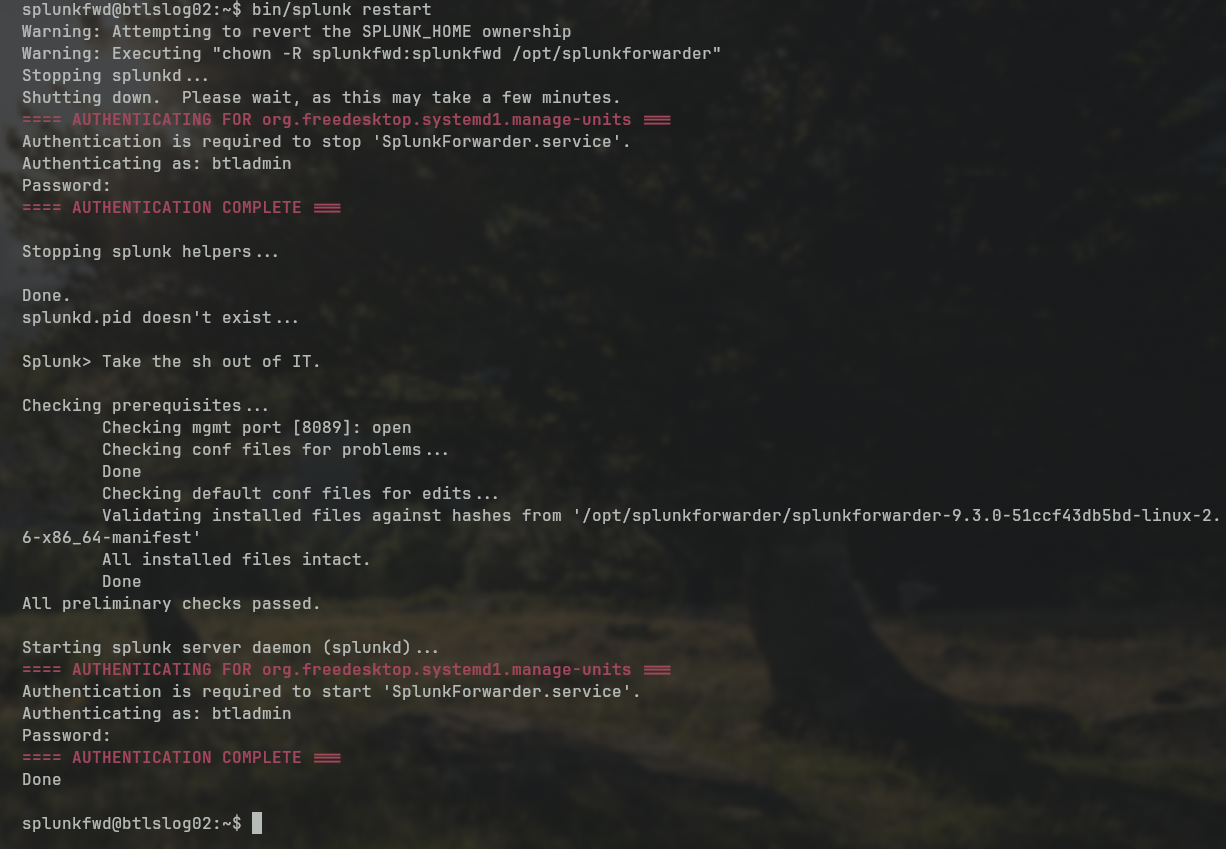 splunkfwd@btlslog02:~$ bin/splunk restart
Warning: Attempting to revert the SPLUNK_HOME ownership
Warning: Executing "chown -R splunkfwd:splunkfwd /opt/splunkforwarder"
Stopping splunkd...
Shutting down.  Please wait, as this may take a few minutes.
==== AUTHENTICATING FOR org.freedesktop.systemd1.manage-units ===
Authentication is required to stop 'SplunkForwarder.service'.
Authenticating as: btladmin
Password:
==== AUTHENTICATION COMPLETE ===
Stopping splunk helpers...
Done.
splunkd.pid doesn't exist...
Splunk> Take the sh out of IT.
Checking prerequisites...
Checking mgmt port [8089]: open
Checking conf files for problems...
Done
Checking default conf files for edits...
Validating installed files against hashes from '/opt/splunkforwarder/splunkforwarder-9.3.0-51ccf43db5bd-linux-2.
6-x86_64-manifest'
All installed files intact.
Done
All preliminary checks passed.
Starting splunk server daemon (splunkd)...
==== AUTHENTICATING FOR org.freedesktop.systemd1.manage-units ===
Authentication is required to start 'SplunkForwarder.service'.
Authenticating as: btladmin
Password:
==== AUTHENTICATION COMPLETE ===
Done
splunkfwd@btlslog02:~$